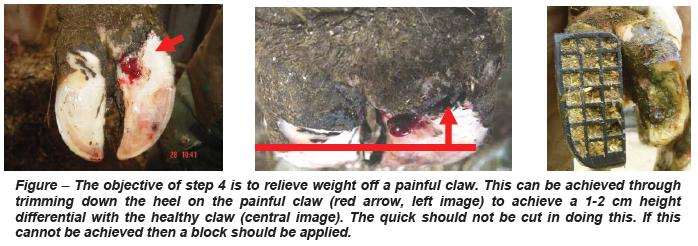 28 10:41
Figure – The objective of step 4 is to relieve weight off a painful claw. This can be achieved through
trimming down the heel on the painful claw (red arrow, left image) to achieve a 1-2 cm height
differential with the healthy claw (central image). The quick should not be cut in doing this. If this
cannot be achieved then a block should be applied.